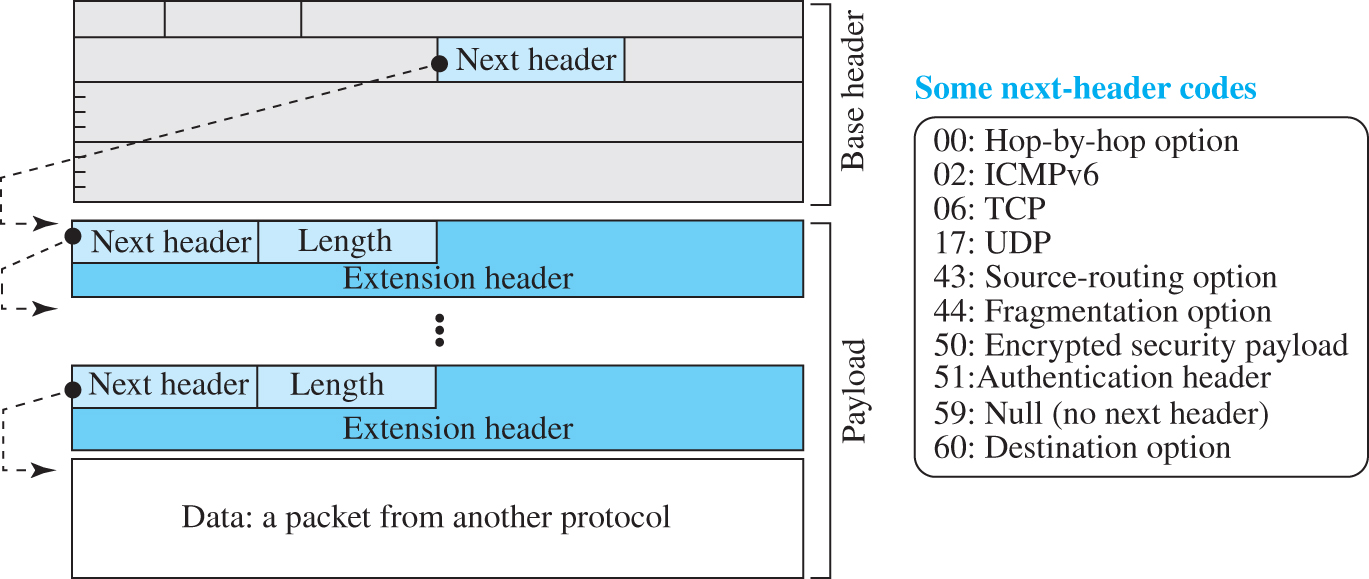 Next header
Base header
Next header
Length
Extension header
Next header
Length
Extension header
Data: a packet from another protocol
Payload
Some next-header codes
00: Hop-by-hop option
02: ICMPv6
06: TCP
17: UDP
43: Source-routing option
44: Fragmentation option
50: Encrypted security payload
51:Authentication header
59: Null (no next header)
60: Destination option